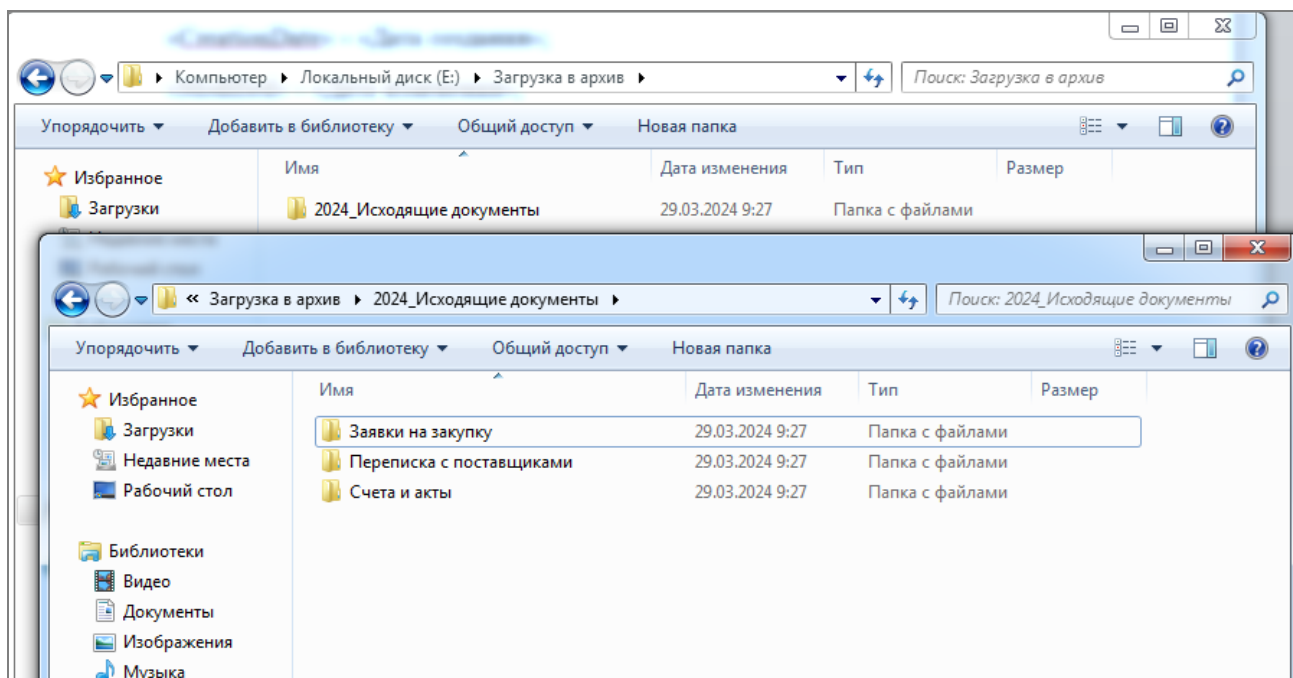 Компьютер ▸ Локальный диск (E:) ▸ Загрузка в архив ▸
Поиск: Загрузка в архив
Упорядочить ▾ Добавить в библиотеку ▾ Общий доступ ▾ Новая папка
Имя Дата изменения Тип Размер
Избранное
Загрузки
2024_Исходящие документы 29.03.2024 9:27 Папка с файлами
« Загрузка в архив ▸ 2024_Исходящие документы ▸
Поиск: 2024_Исходящие документы
Упорядочить ▾ Добавить в библиотеку ▾ Общий доступ ▾ Новая папка
Имя Дата изменения Тип Размер
Избранное
Загрузки
Недавние места
Рабочий стол
Библиотеки
Видео
Документы
Изображения
Музыка
Заявки на закупку 29.03.2024 9:27 Папка с файлами
Переписка с поставщиками 29.03.2024 9:27 Папка с файлами
Счета и акты 29.03.2024 9:27 Папка с файлами